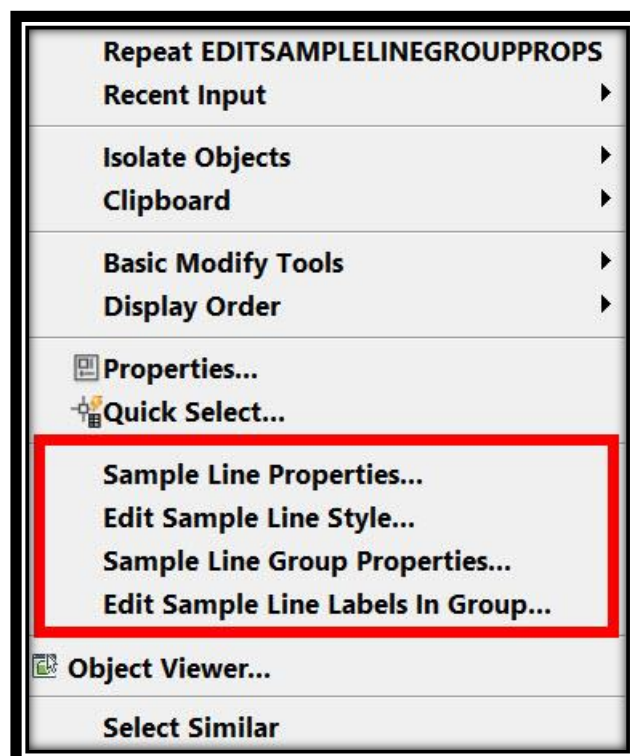 Repeat EDITSAMPLELINEGROUPPROPS
Recent Input
Isolate Objects
Clipboard
Basic Modify Tools
Display Order
Properties...
Quick Select...
Sample Line Properties...
Edit Sample Line Style...
Sample Line Group Properties...
Edit Sample Line Labels In Group...
Object Viewer...
Select Similar